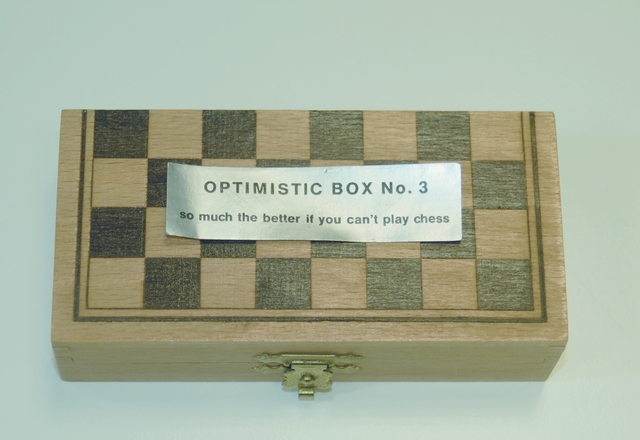 OPTIMISTIC BOX No. 3
so much the better if you can't play chess